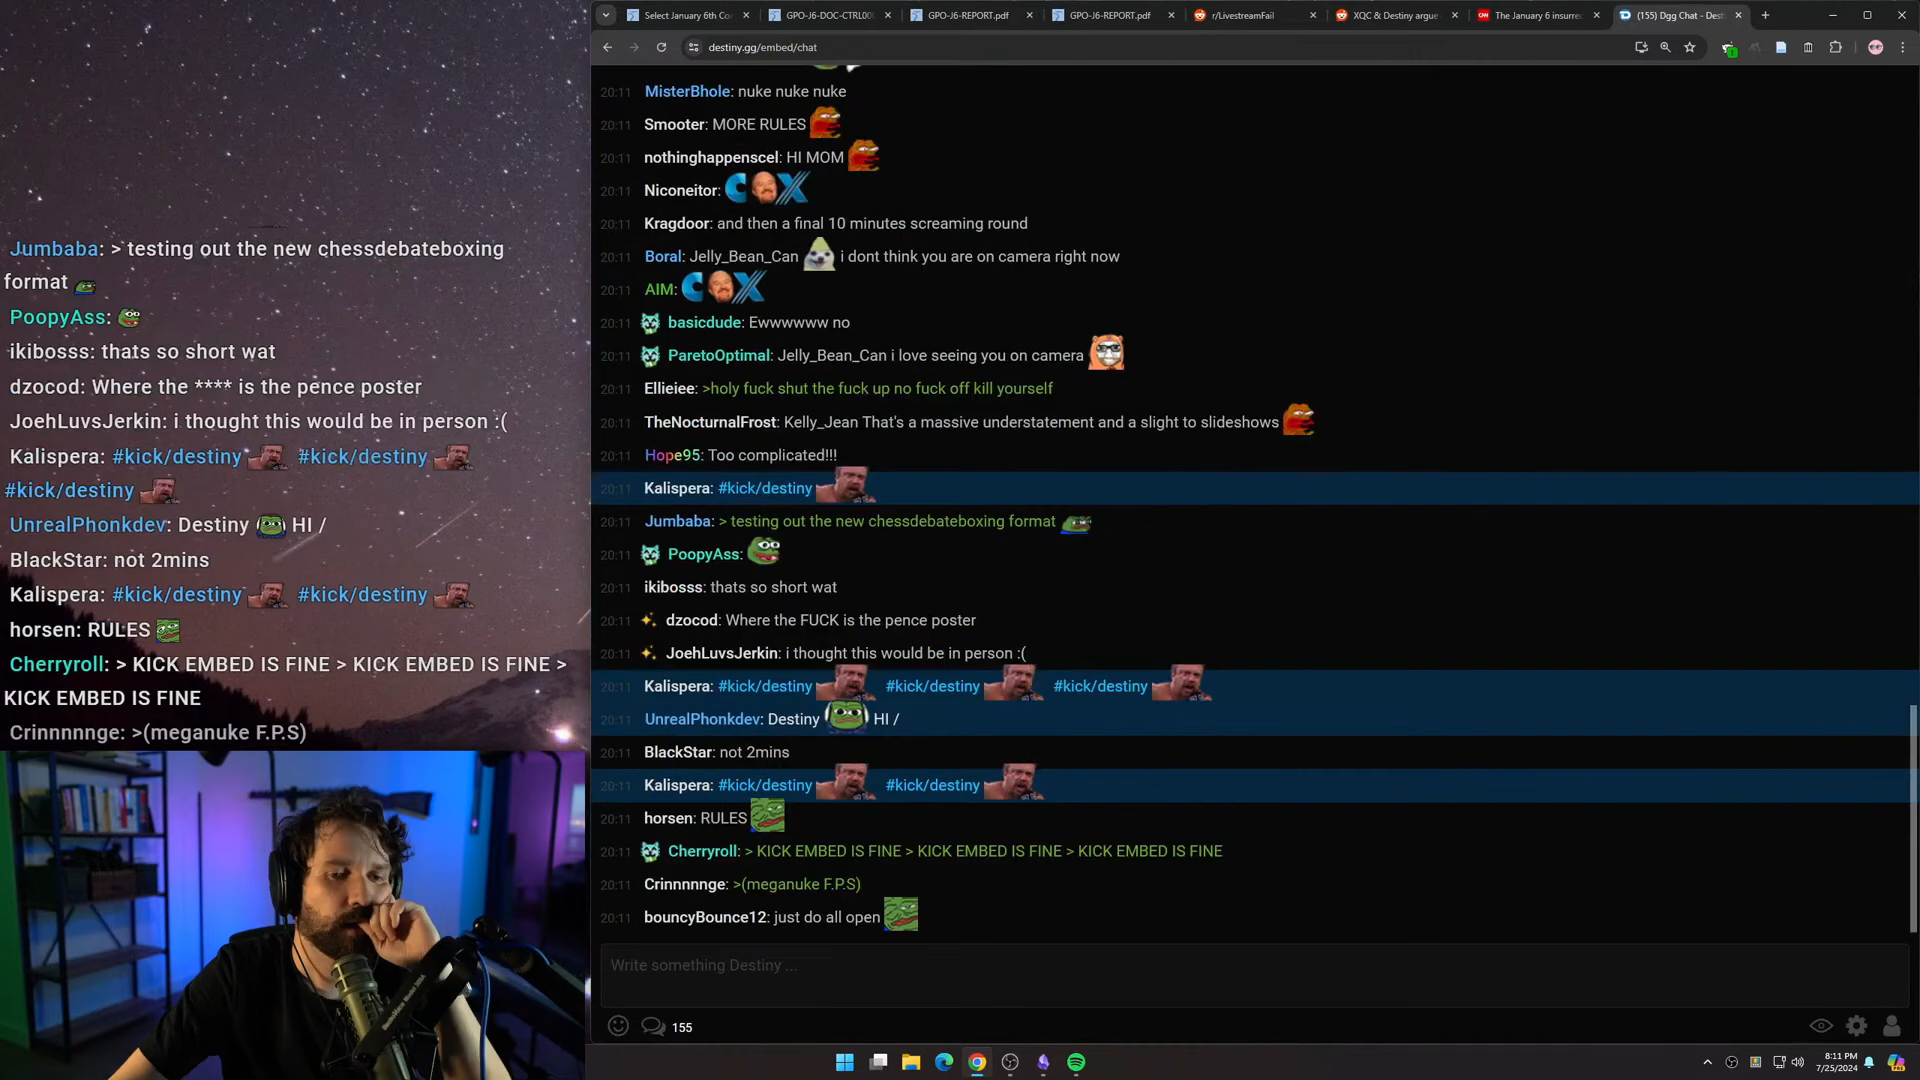 Jumbaba: > testing out the new chessdebateboxing
format
PoopyAss:
ikibosss: thats so short wat
dzocod: Where the **** is the pence poster
JoehLuvsJerkin: i thought this would be in person :(
Kalispera: #kick/destiny #kick/destiny
#kick/destiny
UnrealPhonkdev: Destiny HI /
BlackStar: not 2mins
Kalispera: #kick/destiny #kick/destiny
horsen: RULES
Cherryroll: > KICK EMBED IS FINE > KICK EMBED IS FINE >
KICK EMBED IS FINE
Crinnnnnge: >(meganuke F.P.S)
Select January 6th Co
GPO-J6-DOC-CTRL00
GPO-J6-REPORT.pdf
GPO-J6-REPORT.pdf
r/LivestreamFail
XQC & Destiny argue
The January 6 insurre
(155) Dgg Chat - Dest
destiny.gg/embed/chat
20:11 MisterBhole: nuke nuke nuke
20:11 Smooter: MORE RULES
20:11 nothinghappenscel: HI MOM
20:11 Niconeitor:
20:11 Kragdoor: and then a final 10 minutes screaming round
20:11 Boral: Jelly_Bean_Can i dont think you are on camera right now
20:11 AIM:
20:11 basicdude: Ewwwwww no
20:11 ParetoOptimal: Jelly_Bean_Can i love seeing you on camera
20:11 Ellieiee: >holy fuck shut the fuck up no fuck off kill yourself
20:11 TheNocturnalFrost: Kelly_Jean That's a massive understatement and a slight to slideshows
20:11 Hope95: Too complicated!!!
20:11 Kalispera: #kick/destiny
20:11 Jumbaba: > testing out the new chessdebateboxing format
20:11 PoopyAss:
20:11 ikibosss: thats so short wat
20:11 dzocod: Where the FUCK is the pence poster
20:11 JoehLuvsJerkin: i thought this would be in person :(
20:11 Kalispera: #kick/destiny #kick/destiny #kick/destiny
20:11 UnrealPhonkdev: Destiny HI /
20:11 BlackStar: not 2mins
20:11 Kalispera: #kick/destiny #kick/destiny
20:11 horsen: RULES
20:11 Cherryroll: > KICK EMBED IS FINE > KICK EMBED IS FINE > KICK EMBED IS FINE
20:11 Crinnnnnge: >(meganuke F.P.S)
20:11 bouncyBounce12: just do all open
Write something Destiny ...
155
8:11 PM
7/25/2024